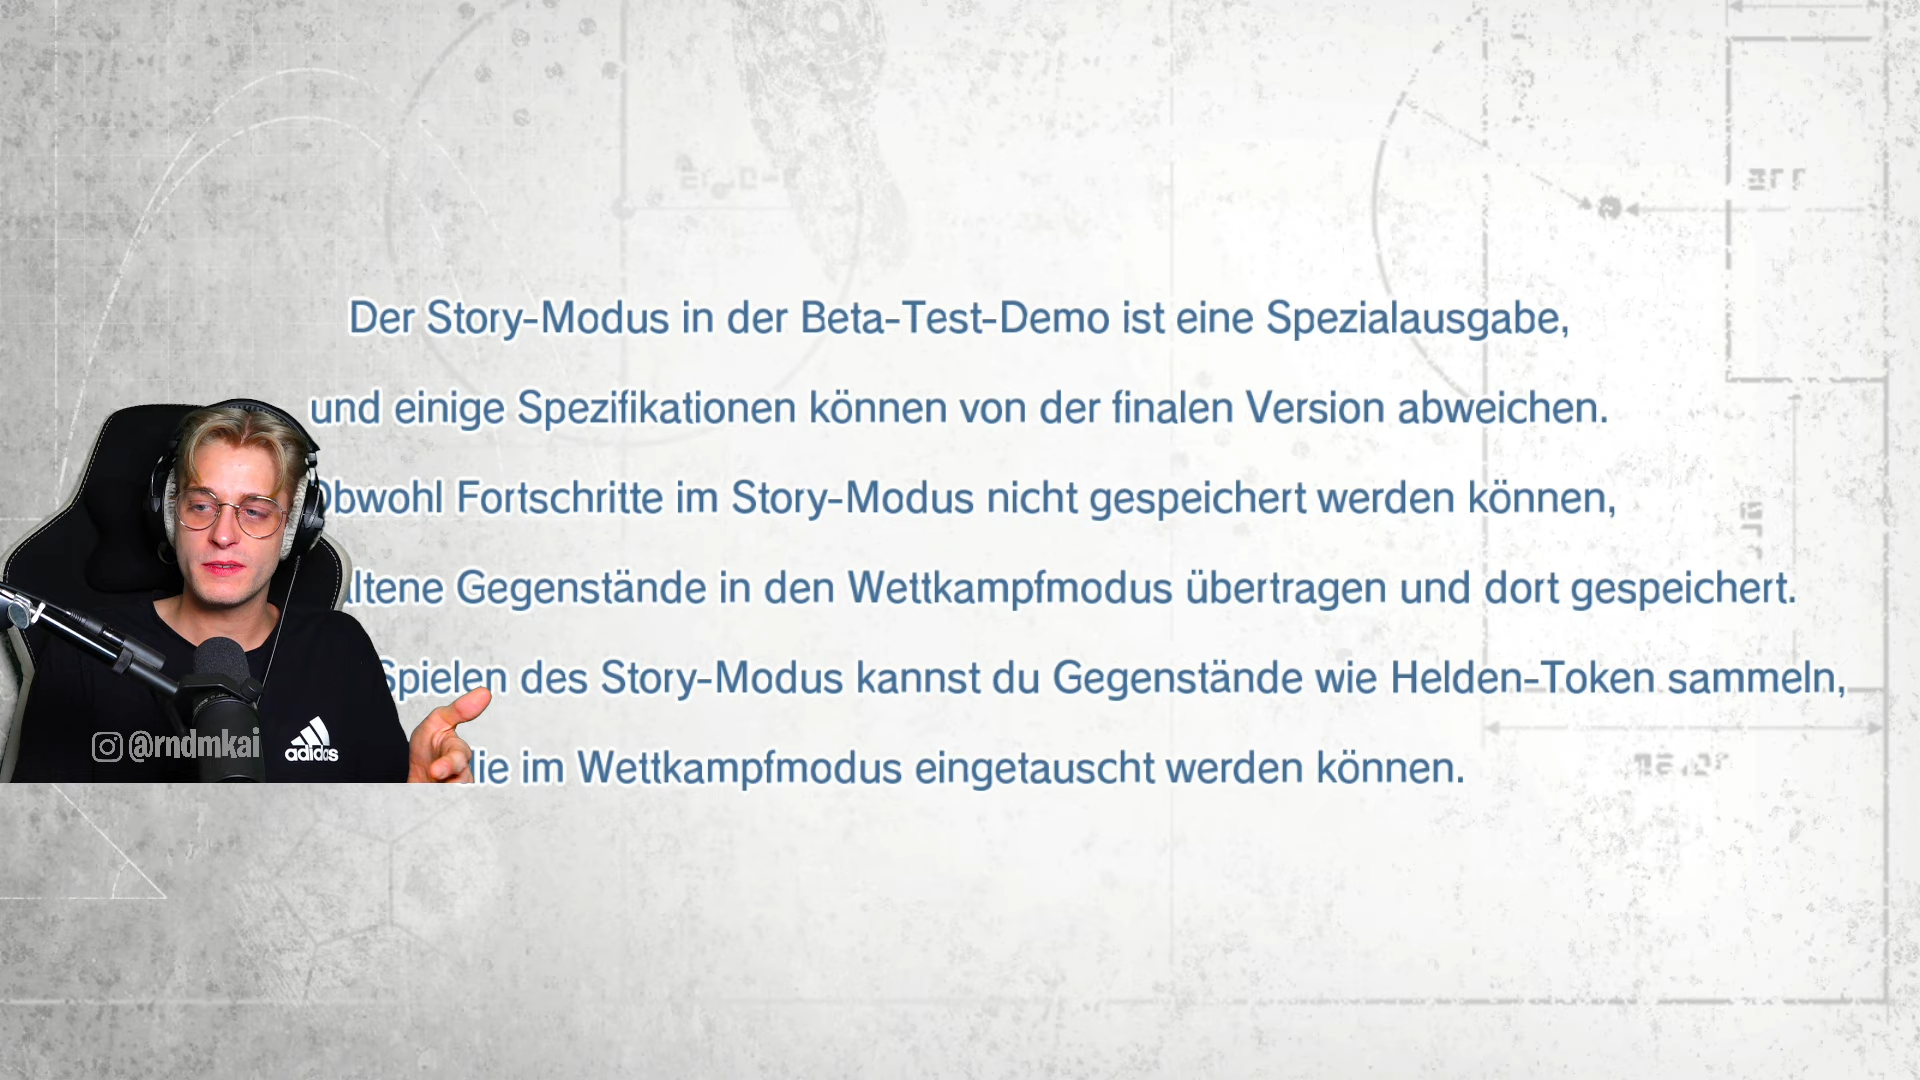 Der Story-Modus in der Beta-Test-Demo ist eine Spezialausgabe,
und einige Spezifikationen können von der finalen Version abweichen.
Obwohl Fortschritte im Story-Modus nicht gespeichert werden können,
Gegenstände in den Wettkampfmodus übertragen und dort gespeichert.
Spielen des Story-Modus kannst du Gegenstände wie Helden-Token sammeln,
die im Wettkampfmodus eingetauscht werden können.
@rndmkai
adidas